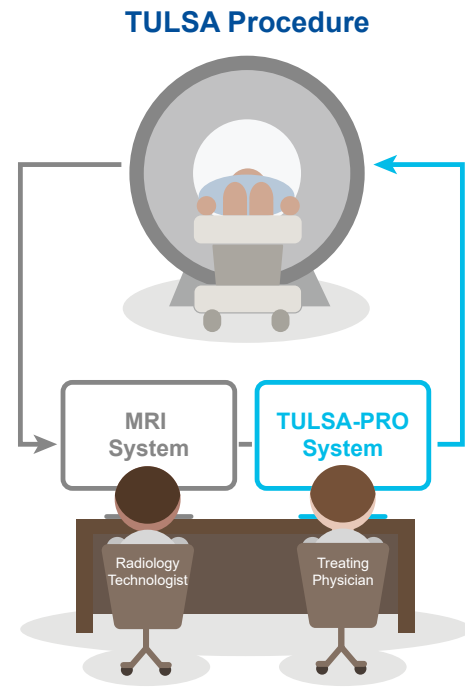 TULSA Procedure
MRI
System
TULSA-PRO
System
Radiology
Technologist
Treating
Physician